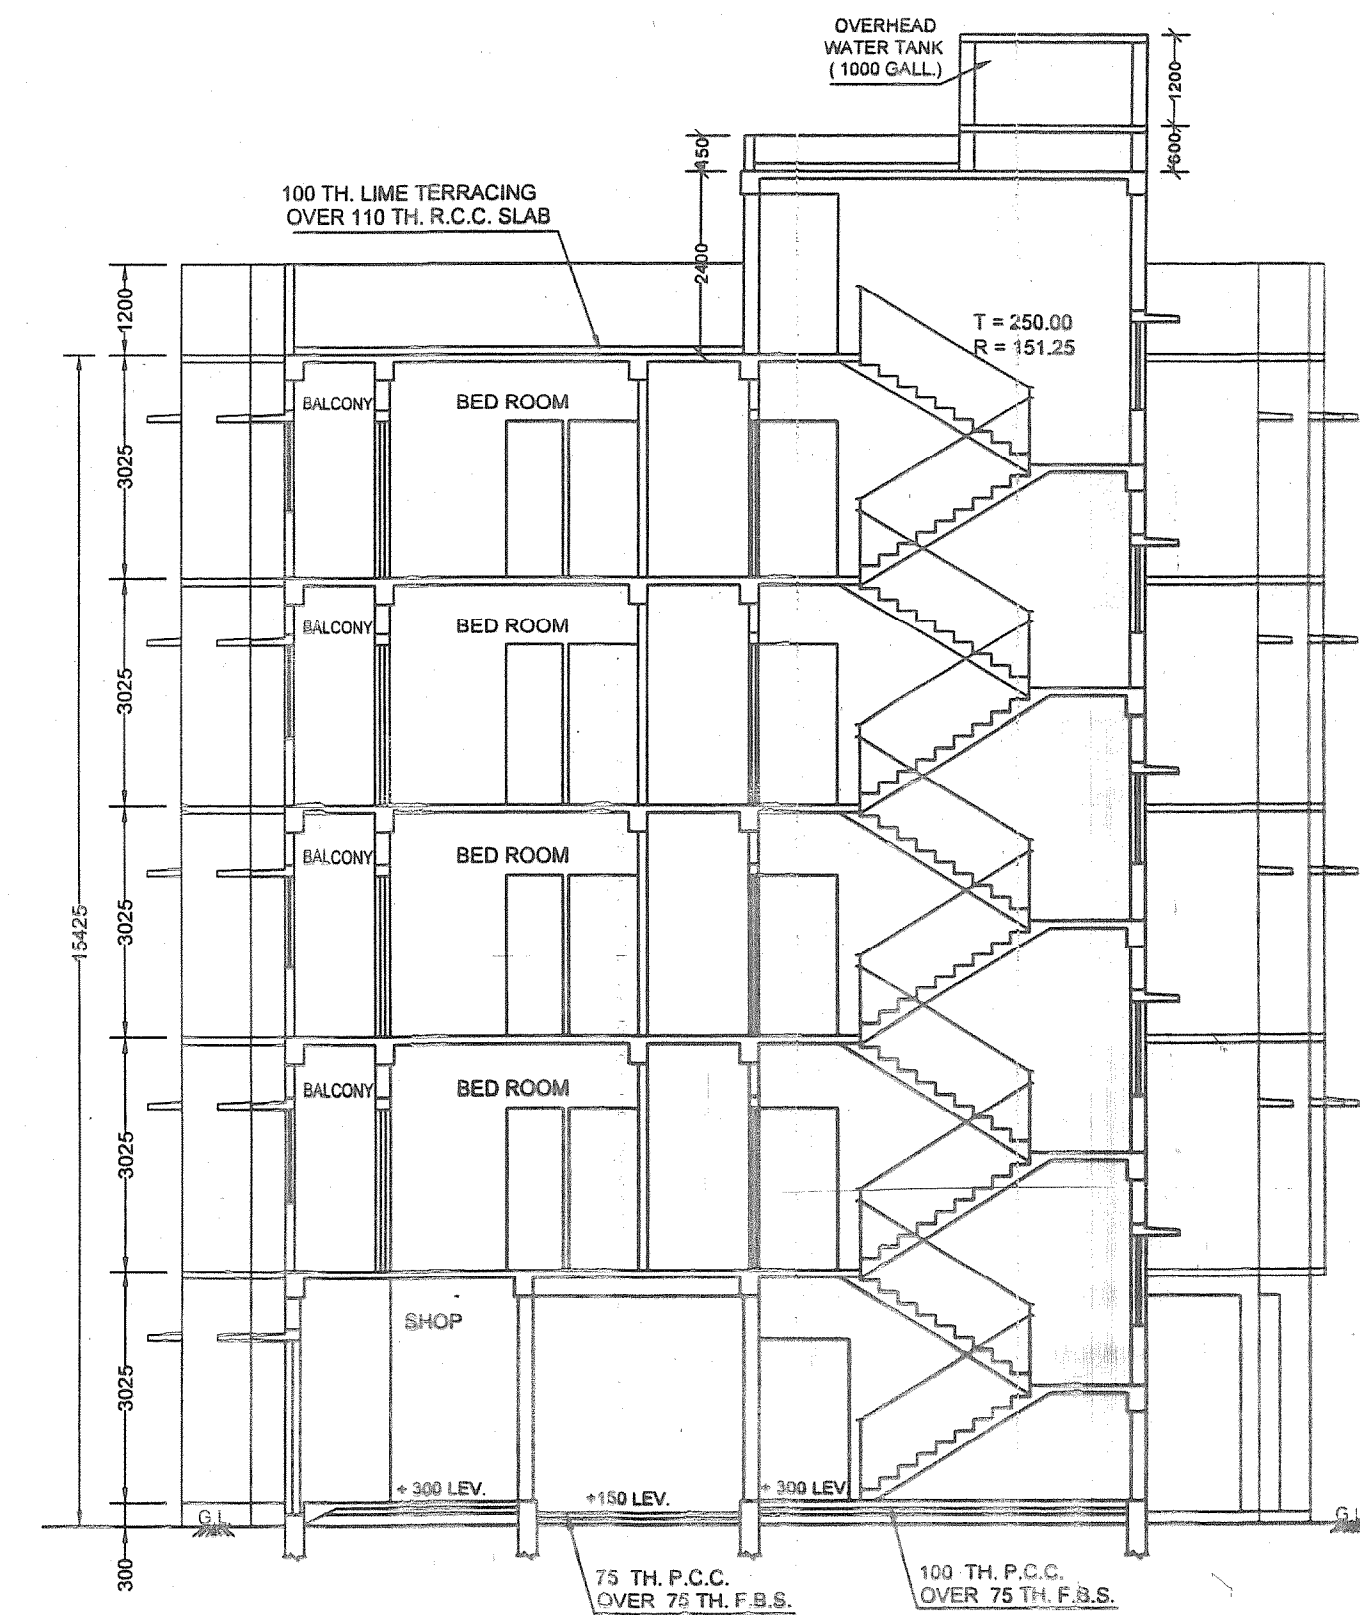 OVERHEAD
WATER TANK
( 1000 GALL.)
1200
600
450
2400
100 TH. LIME TERRACING
OVER 110 TH. R.C.C. SLAB
1200
T = 250.00
R = 151.25
BALCONY
BED ROOM
3025
BALCONY
BED ROOM
3025
BALCONY
BED ROOM
3025
15425
BALCONY
BED ROOM
3025
SHOP
3025
+ 300 LEV.
+150 LEV.
+ 300 LEV.
G.L
G.L
300
75 TH. P.C.C.
OVER 75 TH. F.B.S.
100 TH. P.C.C.
OVER 75 TH. F.B.S.